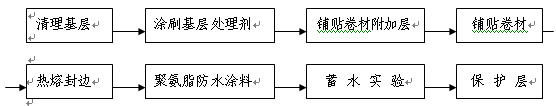 清理基层
涂刷基层处理剂
铺贴卷材附加层
铺贴卷材
热熔封边
聚氨脂防水涂料
蓄 水 实 验
保 护 层